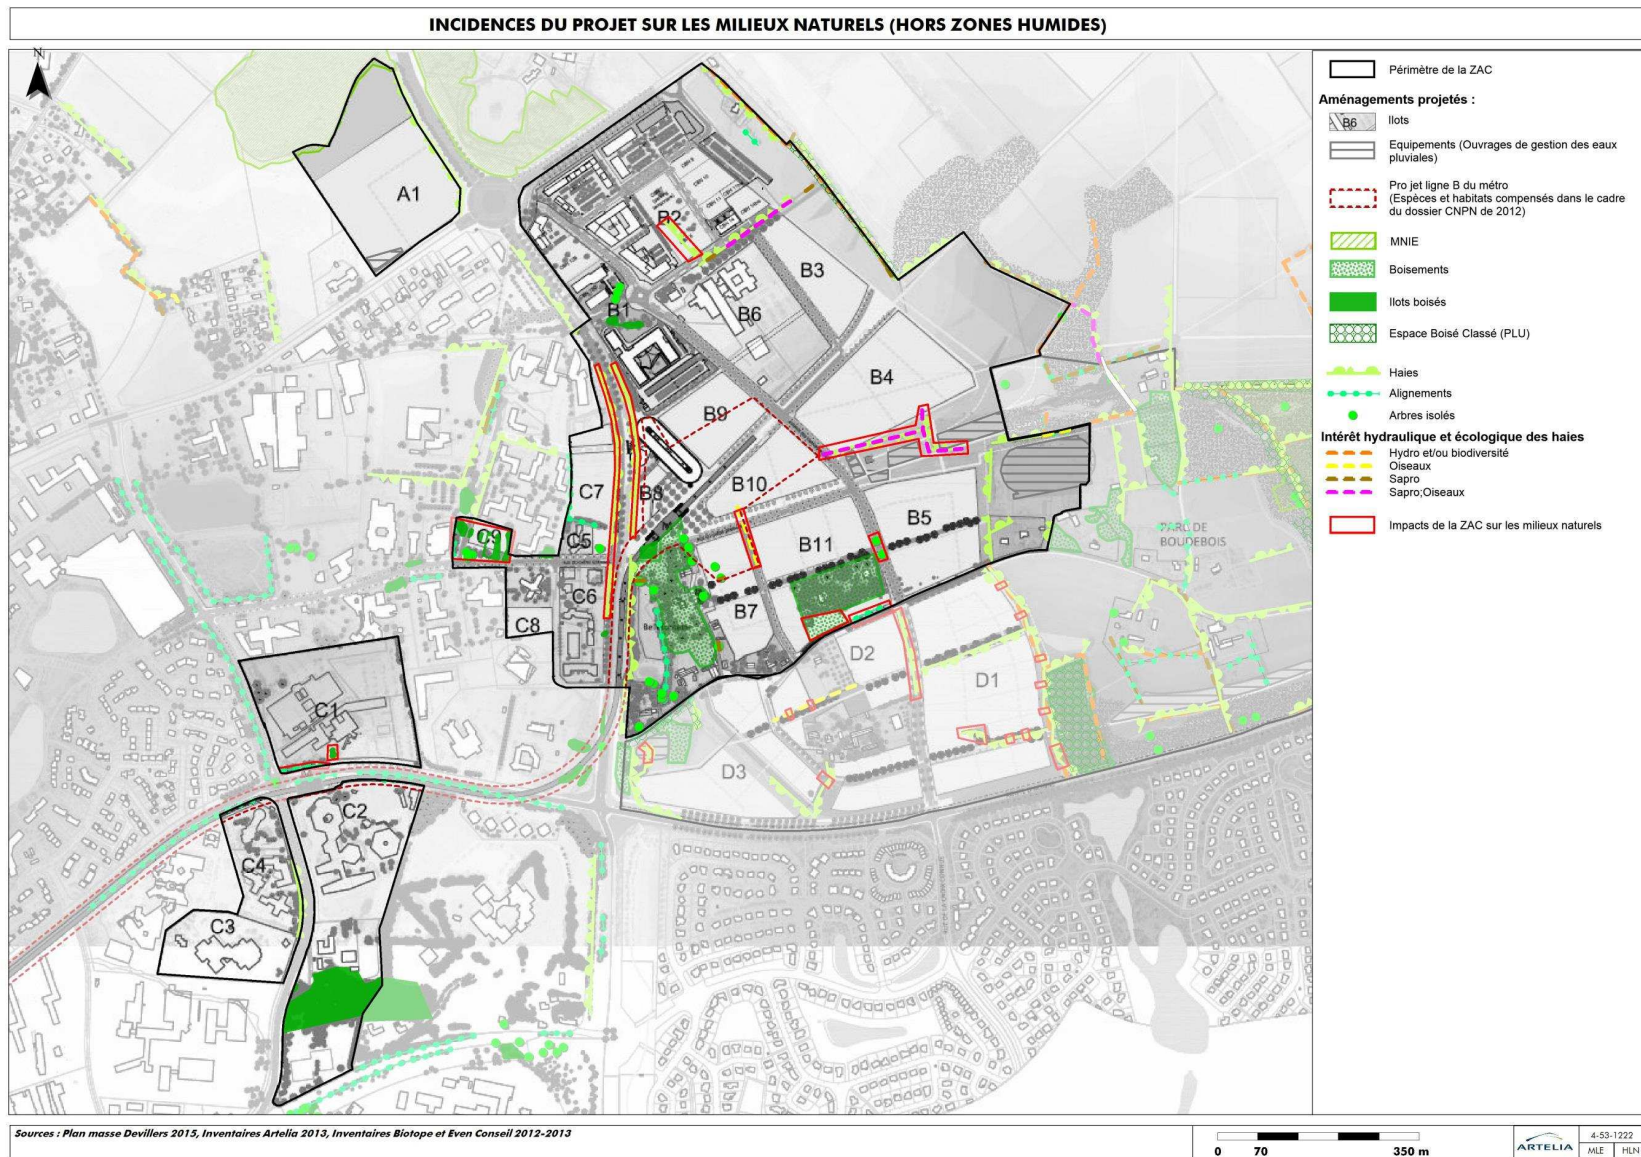 INCIDENCES DU PROJET SUR LES MILIEUX NATURELS (HORS ZONES HUMIDES)
N
A1
B2
B3
B1
B6
B4
B9
C7
B8
B10
B5
C9
C5
B11
PARC DE
BOUDEBOIS
C6
B7
C8
D2
D1
C1
D3
C2
C4
C3
Périmètre de la ZAC
Aménagements projetés :
B6
Ilots
Equipements (Ouvrages de gestion des eaux
pluviales)
Pro jet ligne B du métro
(Espèces et habitats compensés dans le cadre
du dossier CNPN de 2012)
MNIE
Boisements
Ilots boisés
Espace Boisé Classé (PLU)
Haies
Alignements
Arbres isolés
Intérêt hydraulique et écologique des haies
Hydro et/ou biodiversité
Oiseaux
Sapro
Sapro;Oiseaux
Impacts de la ZAC sur les milieux naturels
Sources : Plan masse Devillers 2015, Inventaires Artelia 2013, Inventaires Biotope et Even Conseil 2012-2013
0 70 350 m
ARTELIA
4-53-1222
MLE HLN